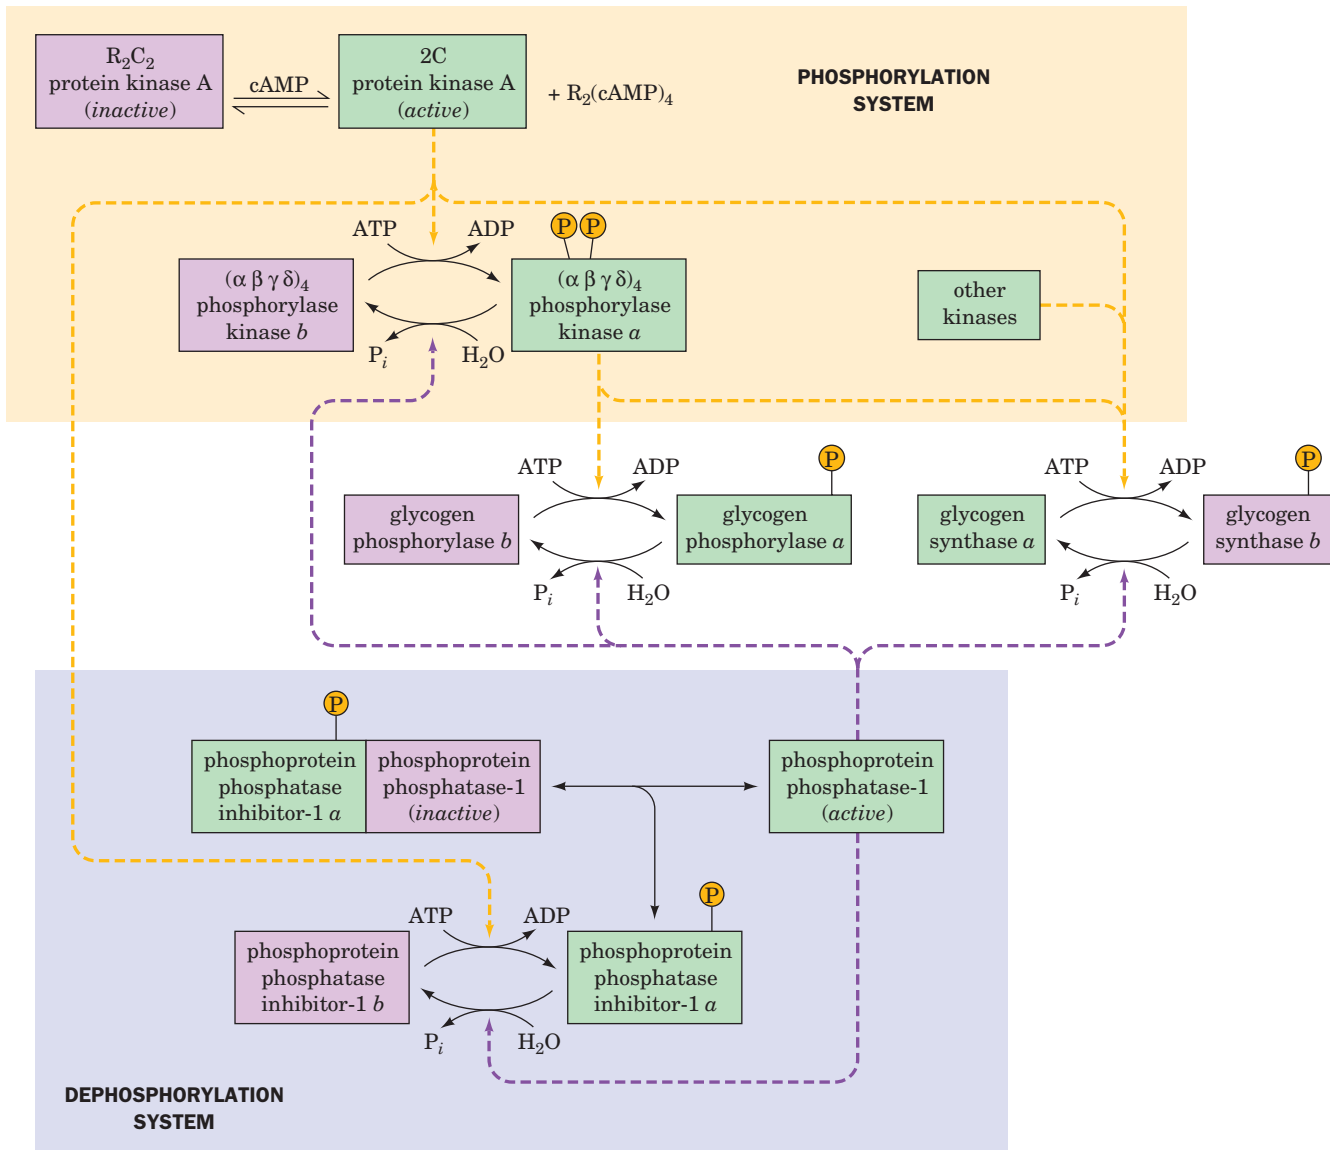 R₂C₂
protein kinase A
(inactive)
cAMP
2C
protein kinase A
(active)
+ R₂(cAMP)₄
PHOSPHORYLATION
SYSTEM
ATP
ADP
P
P
(α β γ δ)₄
phosphorylase
kinase b
(α β γ δ)₄
phosphorylase
kinase a
Pᵢ
H₂O
other
kinases
ATP
ADP
P
glycogen
phosphorylase b
glycogen
phosphorylase a
Pᵢ
H₂O
ATP
ADP
P
glycogen
synthase a
glycogen
synthase b
Pᵢ
H₂O
P
phosphoprotein
phosphatase
inhibitor-1 a
phosphoprotein
phosphatase-1
(inactive)
phosphoprotein
phosphatase-1
(active)
ATP
ADP
P
phosphoprotein
phosphatase
inhibitor-1 b
phosphoprotein
phosphatase
inhibitor-1 a
Pᵢ
H₂O
DEPHOSPHORYLATION
SYSTEM